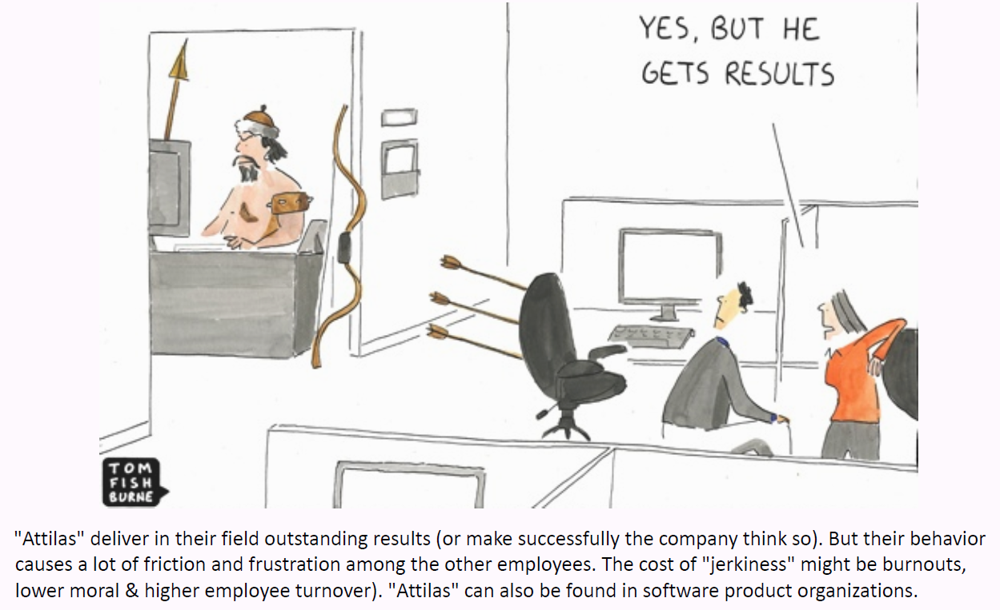 YES, BUT HE
GETS RESULTS
TOM
FISH
BURNE
"Attilas" deliver in their field outstanding results (or make successfully the company think so). But their behavior
causes a lot of friction and frustration among the other employees. The cost of "jerkiness" might be burnouts,
lower moral & higher employee turnover). "Attilas" can also be found in software product organizations.